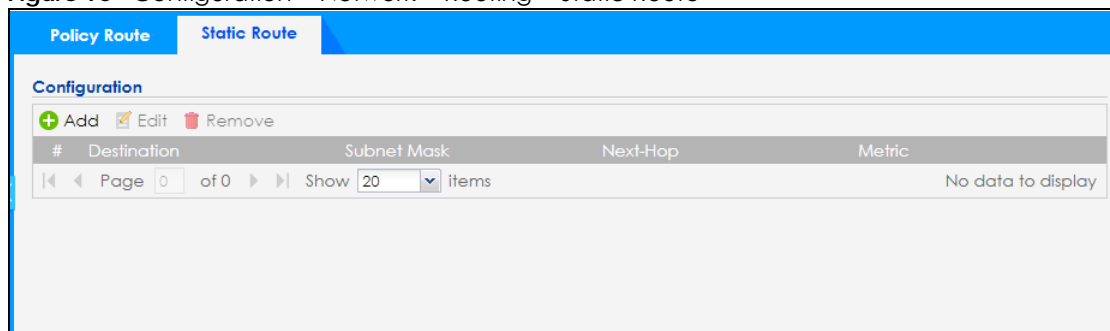 Policy Route Static Route
Configuration
Add Edit Remove
# Destination Subnet Mask Next-Hop Metric
Page 0 of 0 Show 20 items No data to display